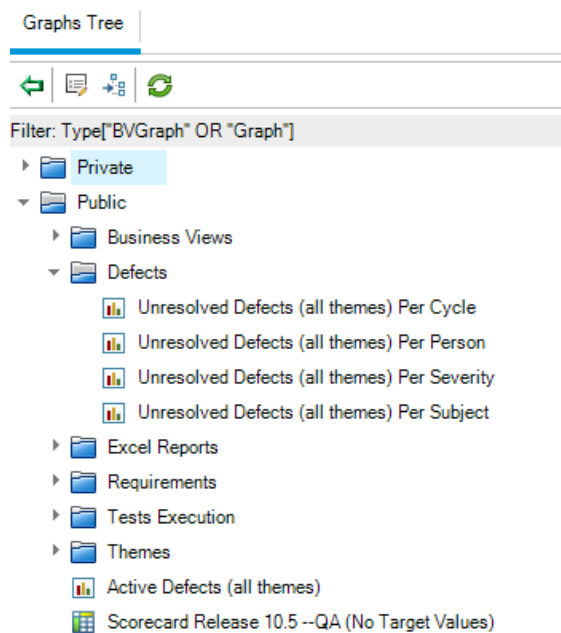 Graphs Tree
Filter: Type["BVGraph" OR "Graph"]
Private
Public
Business Views
Defects
Unresolved Defects (all themes) Per Cycle
Unresolved Defects (all themes) Per Person
Unresolved Defects (all themes) Per Severity
Unresolved Defects (all themes) Per Subject
Excel Reports
Requirements
Tests Execution
Themes
Active Defects (all themes)
Scorecard Release 10.5 --QA (No Target Values)